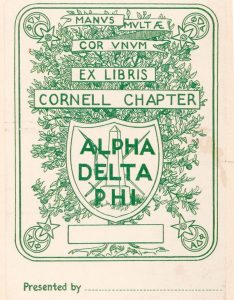 MANVS MVLTÆ
COR VNVM
EX LIBRIS
CORNELL CHAPTER
ALPHA
DELTA
PHI
Presented by